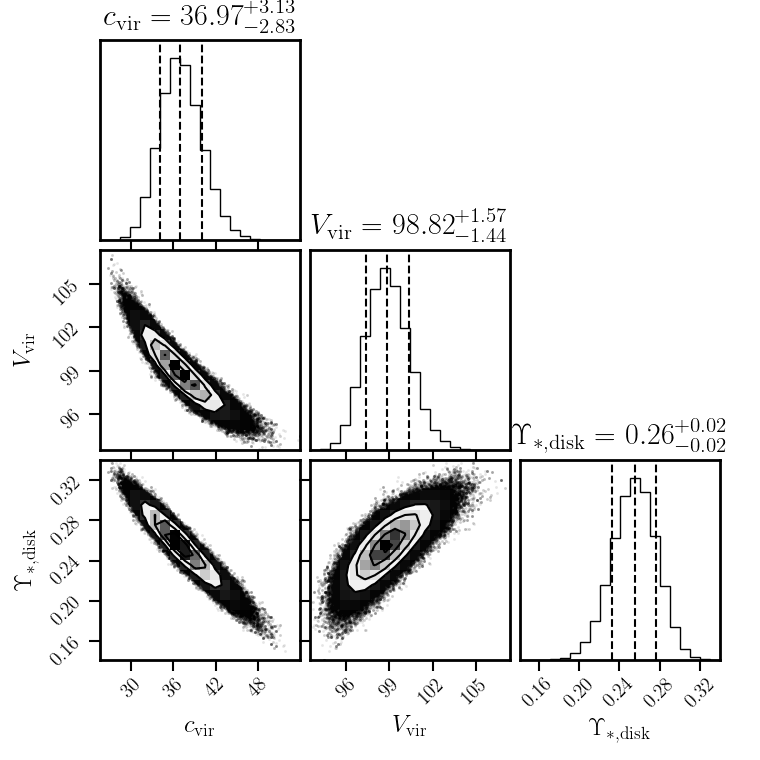 c_vir = 36.97^{+3.13}_{-2.83}
V_vir = 98.82^{+1.57}_{-1.44}
105
102
99
96
V_vir
Υ_{*,disk} = 0.26^{+0.02}_{-0.02}
0.32
0.28
0.24
0.20
0.16
Υ_{*,disk}
30 36 42 48
96 99 102 105
0.16 0.20 0.24 0.28 0.32
c_vir
V_vir
Υ_{*,disk}